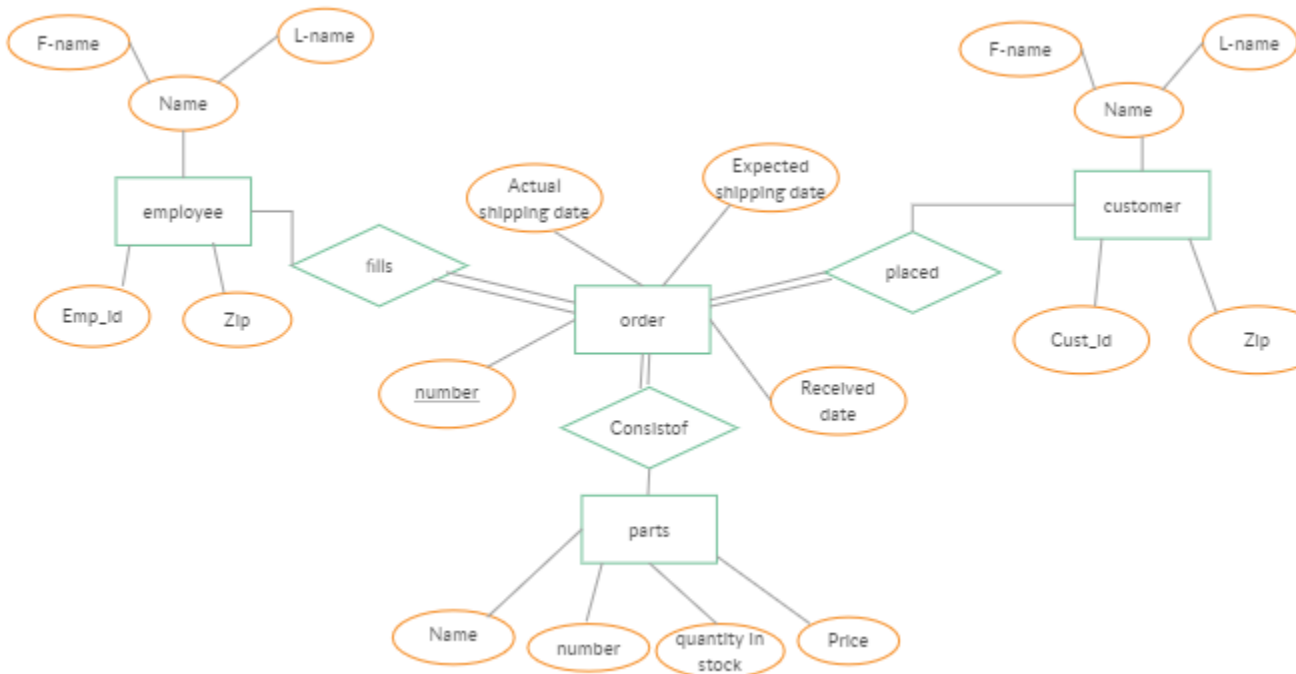 F-name
L-name
Name
employee
Emp_Id
Zip
fills
Actual
shipping date
Expected
shipping date
order
number
Received
date
placed
F-name
L-name
Name
customer
Cust_Id
Zip
Consistof
parts
Name
number
quantity in
stock
Price